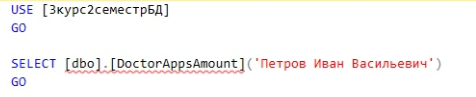 USE [3курс2семестрБД]
GO
SELECT [dbo].[DoctorAppsAmount]('Петров Иван Васильевич')
GO